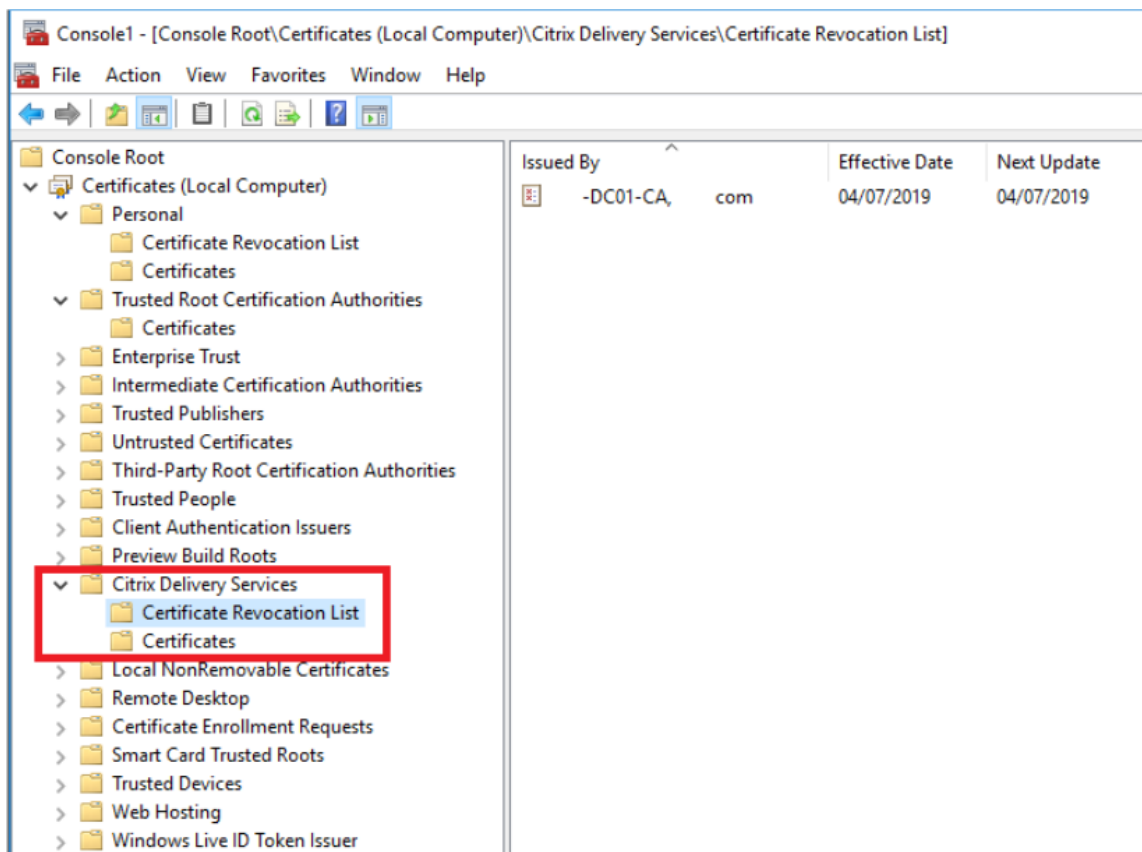 Console1 - [Console Root\Certificates (Local Computer)\Citrix Delivery Services\Certificate Revocation List]
File Action View Favorites Window Help
Console Root
Certificates (Local Computer)
Personal
Certificate Revocation List
Certificates
Trusted Root Certification Authorities
Certificates
Enterprise Trust
Intermediate Certification Authorities
Trusted Publishers
Untrusted Certificates
Third-Party Root Certification Authorities
Trusted People
Client Authentication Issuers
Preview Build Roots
Citrix Delivery Services
Certificate Revocation List
Certificates
Local NonRemovable Certificates
Remote Desktop
Certificate Enrollment Requests
Smart Card Trusted Roots
Trusted Devices
Web Hosting
Windows Live ID Token Issuer
Issued By Effective Date Next Update
-DC01-CA, com 04/07/2019 04/07/2019